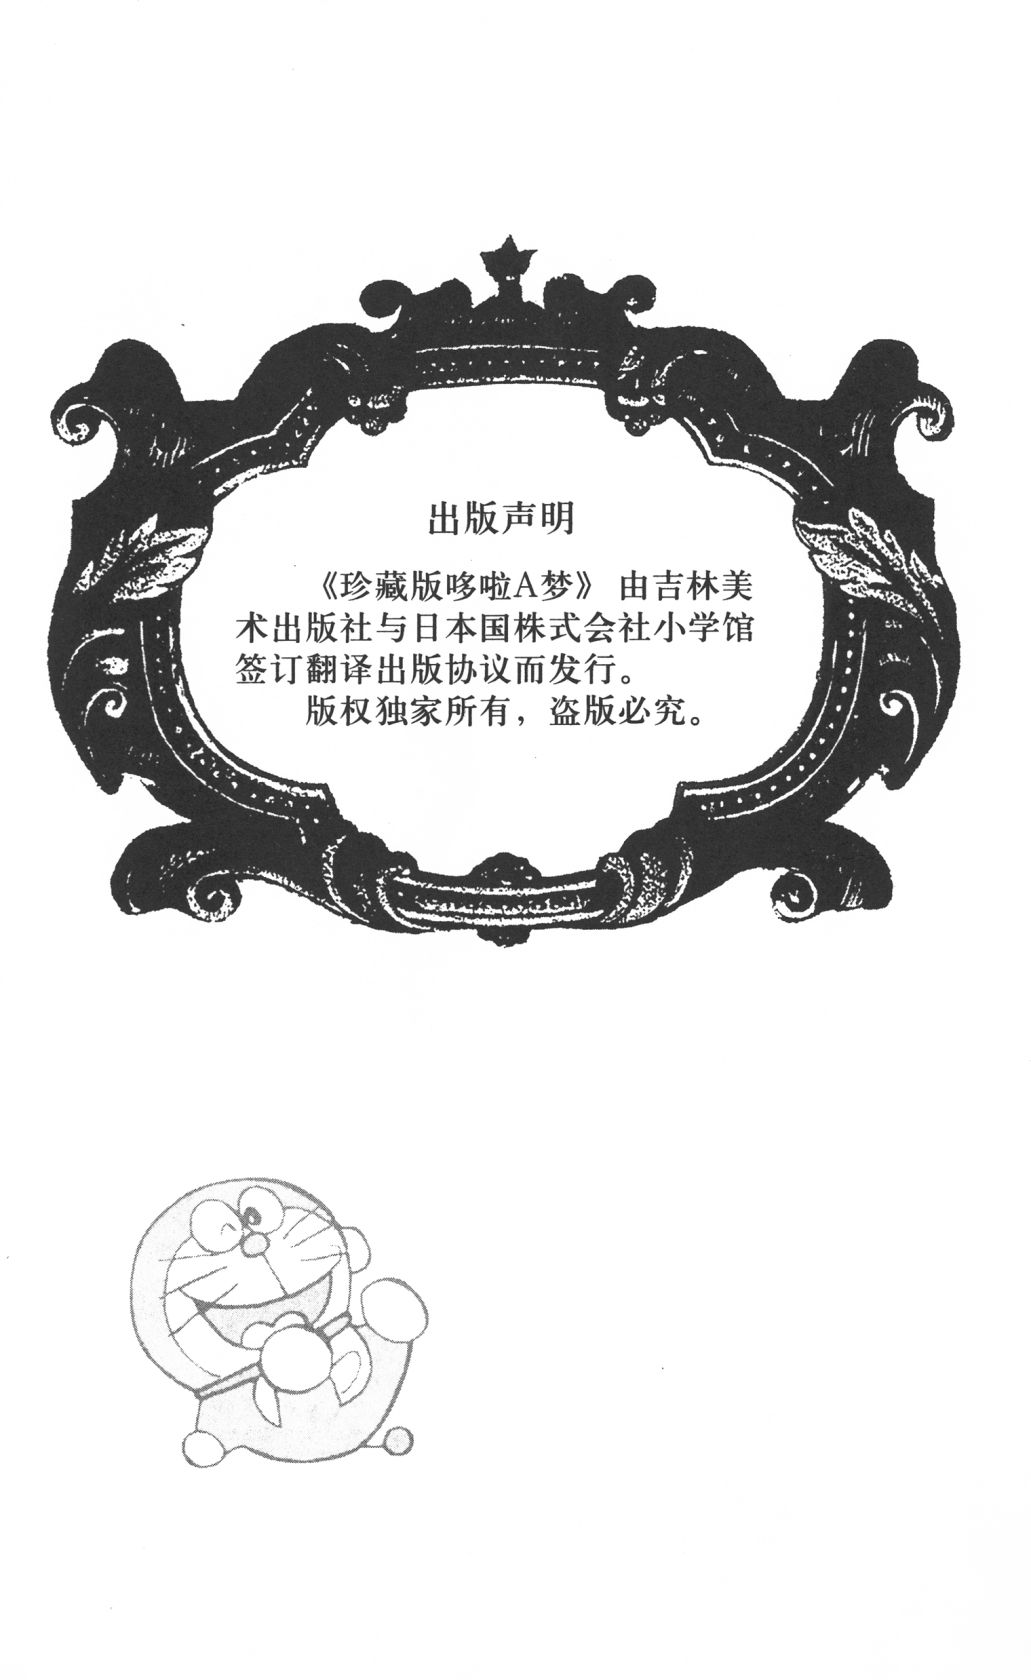 出版声明
《珍藏版哆啦A梦》 由吉林美
术出版社与日本国株式会社小学馆
签订翻译出版协议而发行。
版权独家所有，盗版必究。